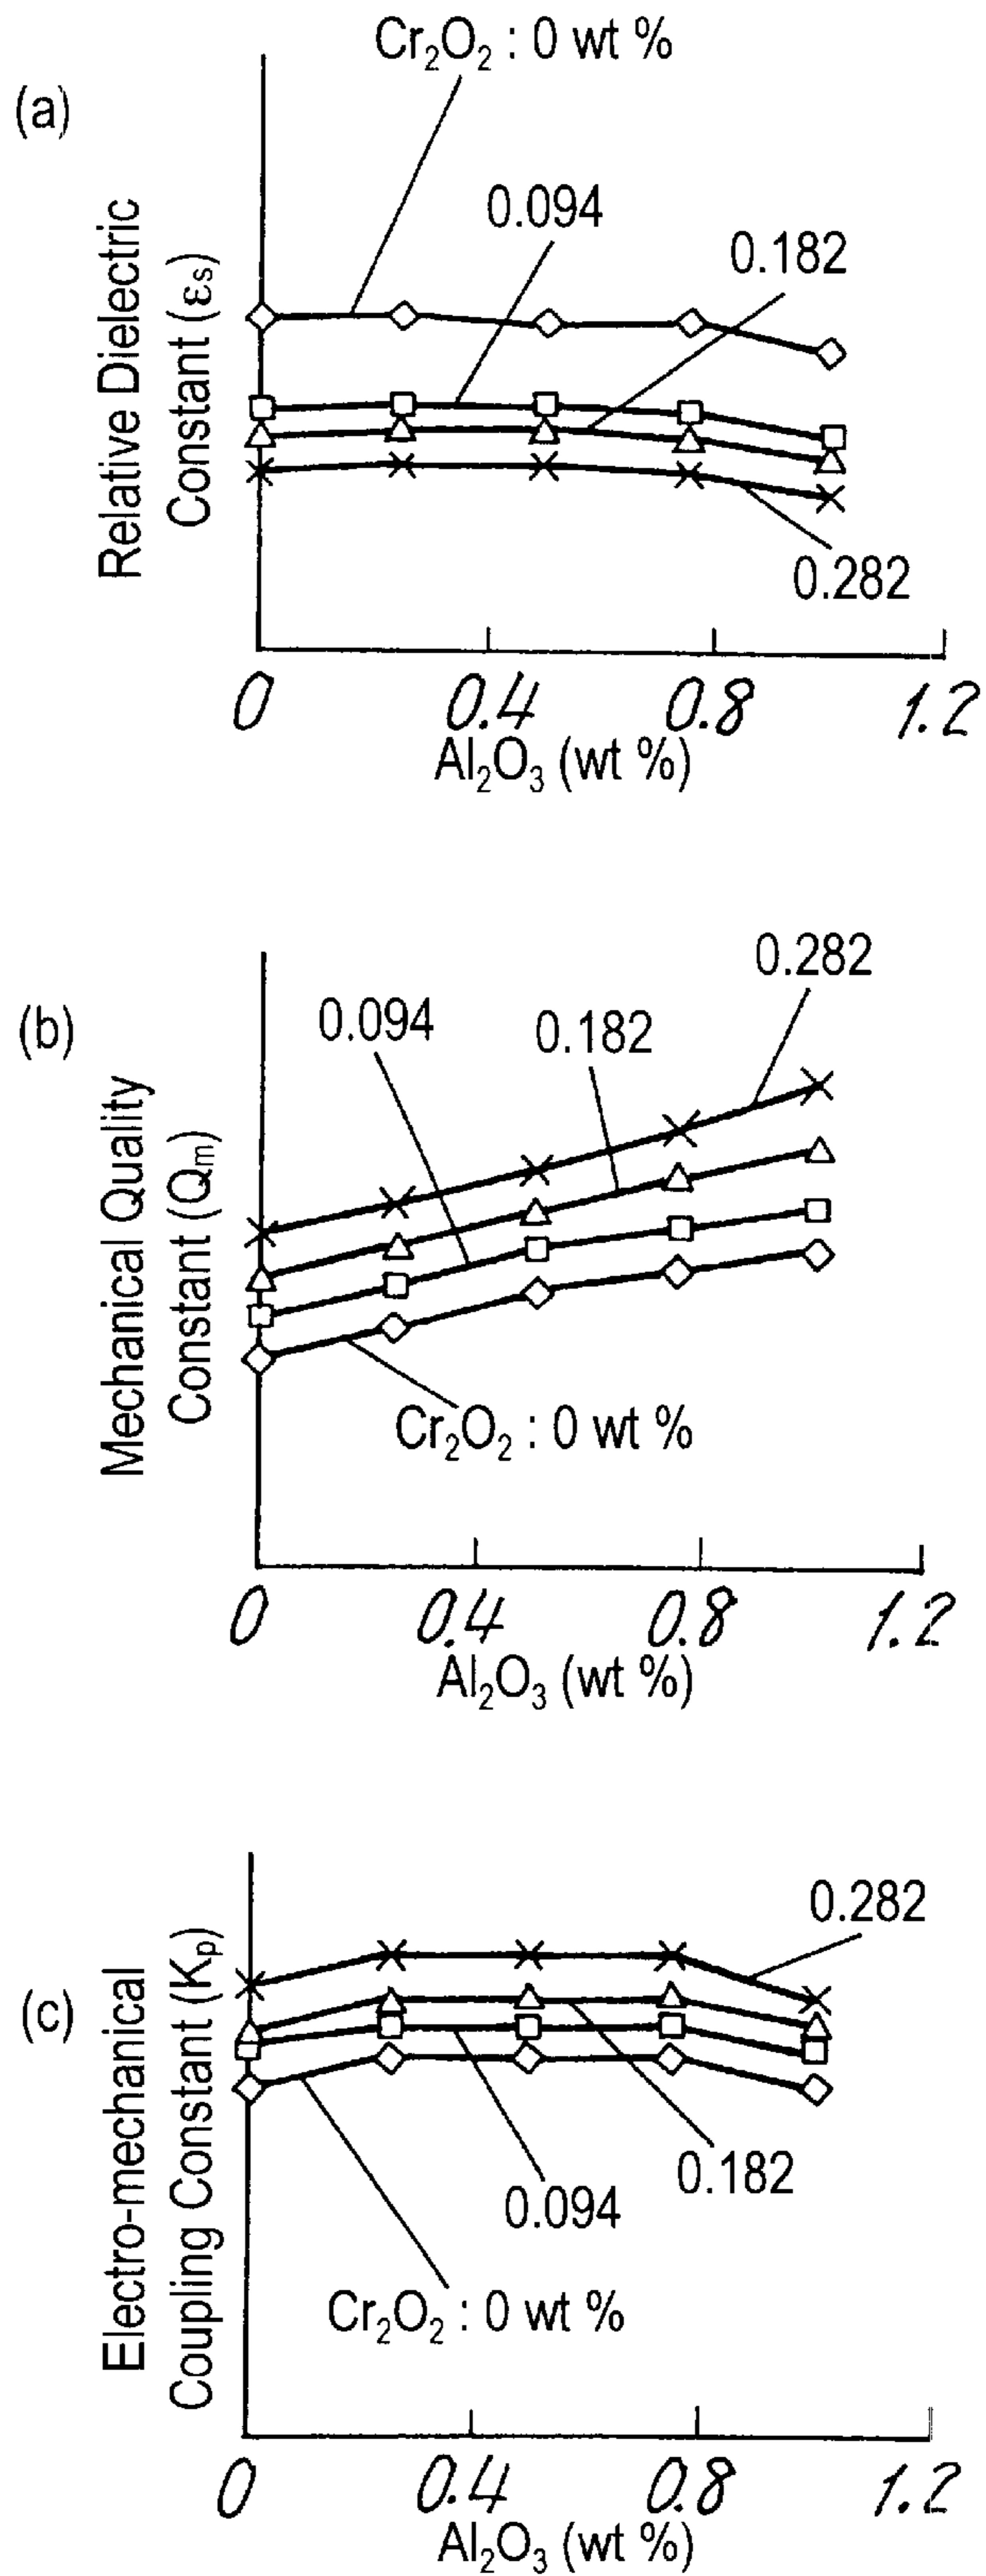 (a)
Cr₂O₂ : 0 wt %
0.094
0.182
0.282
Relative Dielectric
Constant (εs)
0 0.4 0.8 1.2
Al₂O₃ (wt %)
(b)
0.282
0.094
0.182
Mechanical Quality
Constant (Qm)
Cr₂O₂ : 0 wt %
0 0.4 0.8 1.2
Al₂O₃ (wt %)
(c)
0.282
0.182
0.094
Electro-mechanical
Coupling Constant (Kp)
Cr₂O₂ : 0 wt %
0 0.4 0.8 1.2
Al₂O₃ (wt %)